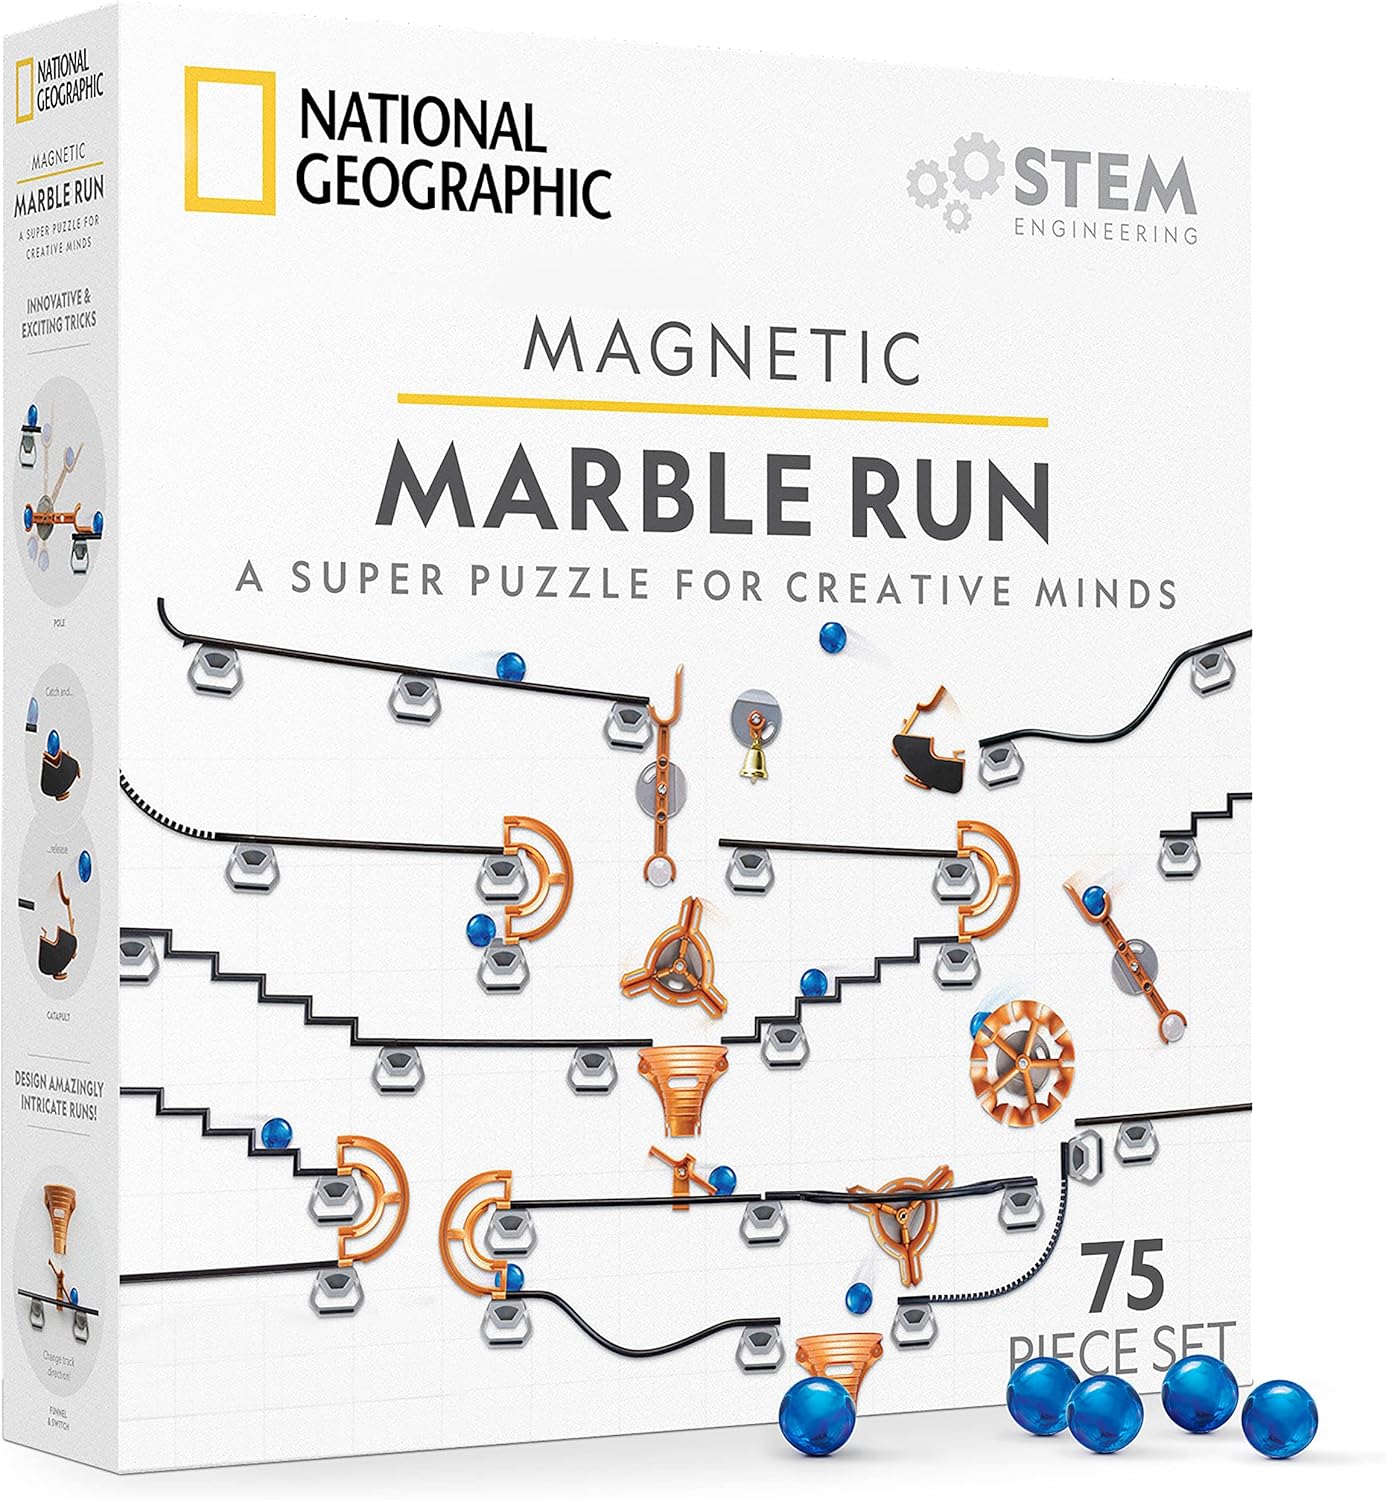 NATIONAL
GEOGRAPHIC
MAGNETIC
MARBLE RUN
A SUPER PUZZLE FOR
CREATIVE MINDS
INNOVATIVE &
EXCITING TRICKS
POLE
Catch and...
...release
CATAPULT
DESIGN AMAZINGLY
INTRICATE RUNS!
Change track
direction!
FUNNEL
& SWITCH
NATIONAL
GEOGRAPHIC
STEM
ENGINEERING
MAGNETIC
MARBLE RUN
A SUPER PUZZLE FOR CREATIVE MINDS
75
PIECE SET